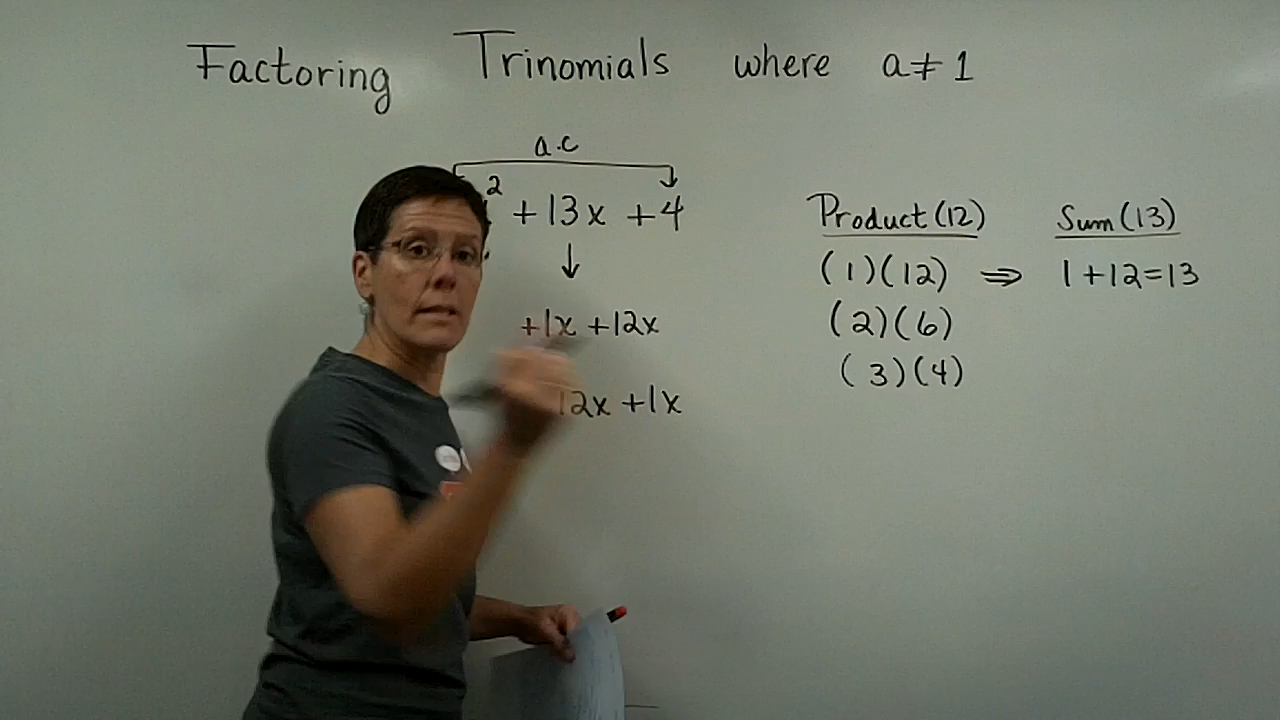 Factoring Trinomials where a≠1
a·c
² +13x +4
↓
+1x +12x
12x +1x
Product(12) Sum(13)
(1)(12) ⇒ 1+12=13
(2)(6)
(3)(4)